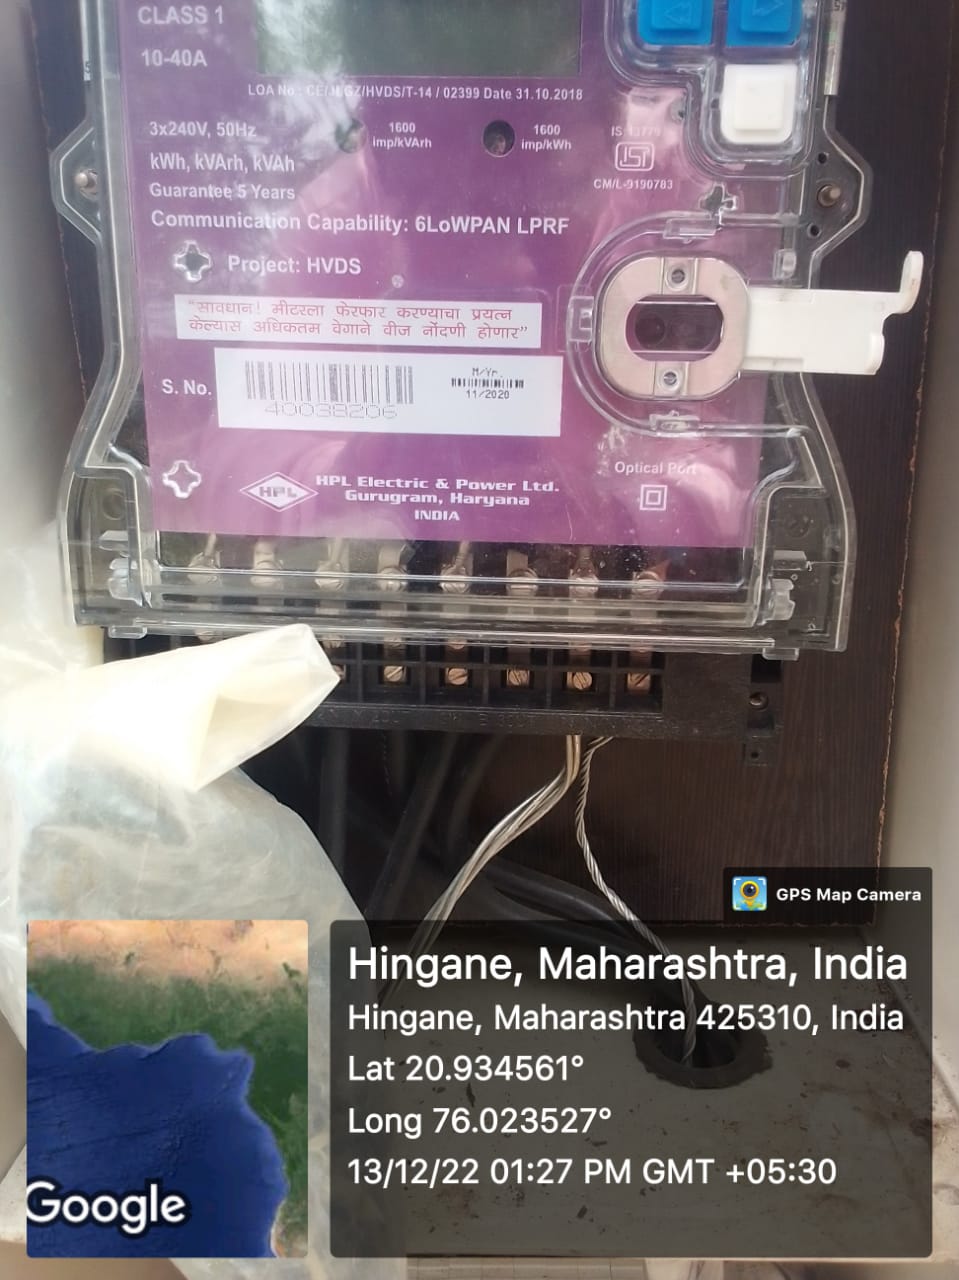 CLASS 1
10-40A
LOA No.: HVDS/T-14 / 02399 Date 31.10.2018
3x240V, 50Hz
1600
imp/kVArh
1600
imp/kWh
kWh, kVArh, kVAh
IS 13779
CM/L-9190783
Guarantee 5 Years
Communication Capability: 6LoWPAN LPRF
Project: HVDS
"सावधान! मीटरला फेरफार करण्याचा प्रयत्न
केल्यास अधिकतम वेगाने वीज नोंदणी होणार"
S. No.
M/Yr.
11/2020
40038206
Optical Port
HPL
HPL Electric & Power Ltd.
Gurugram, Haryana
INDIA
GPS Map Camera
Hingane, Maharashtra, India
Hingane, Maharashtra 425310, India
Lat 20.934561°
Long 76.023527°
13/12/22 01:27 PM GMT +05:30
Google